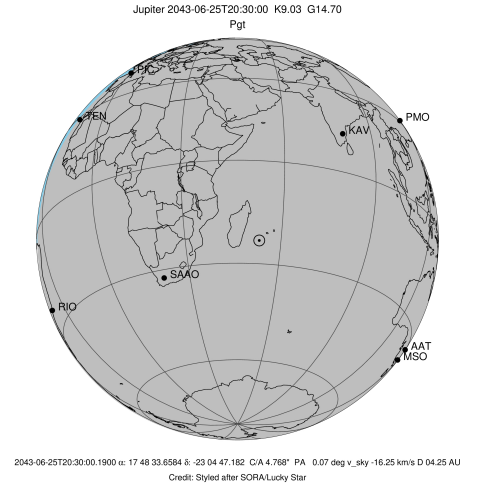 Jupiter 2043-06-25T20:30:00 K9.03 G14.70
Pgt
PIC
TEN
PMO
KAV
SAAO
RIO
AAT
MSO
2043-06-25T20:30:00.1900 α: 17 48 33.6584 δ: -23 04 47.182 C/A 4.768" PA 0.07 deg v_sky -16.25 km/s D 04.25 AU
Credit: Styled after SORA/Lucky Star